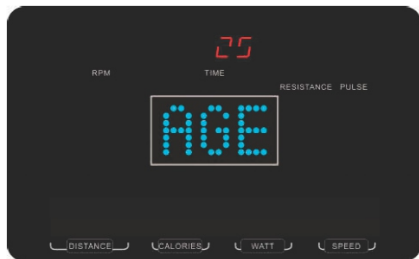 25
RPM TIME
RESISTANCE PULSE
AGE
DISTANCE CALORIES WATT SPEED